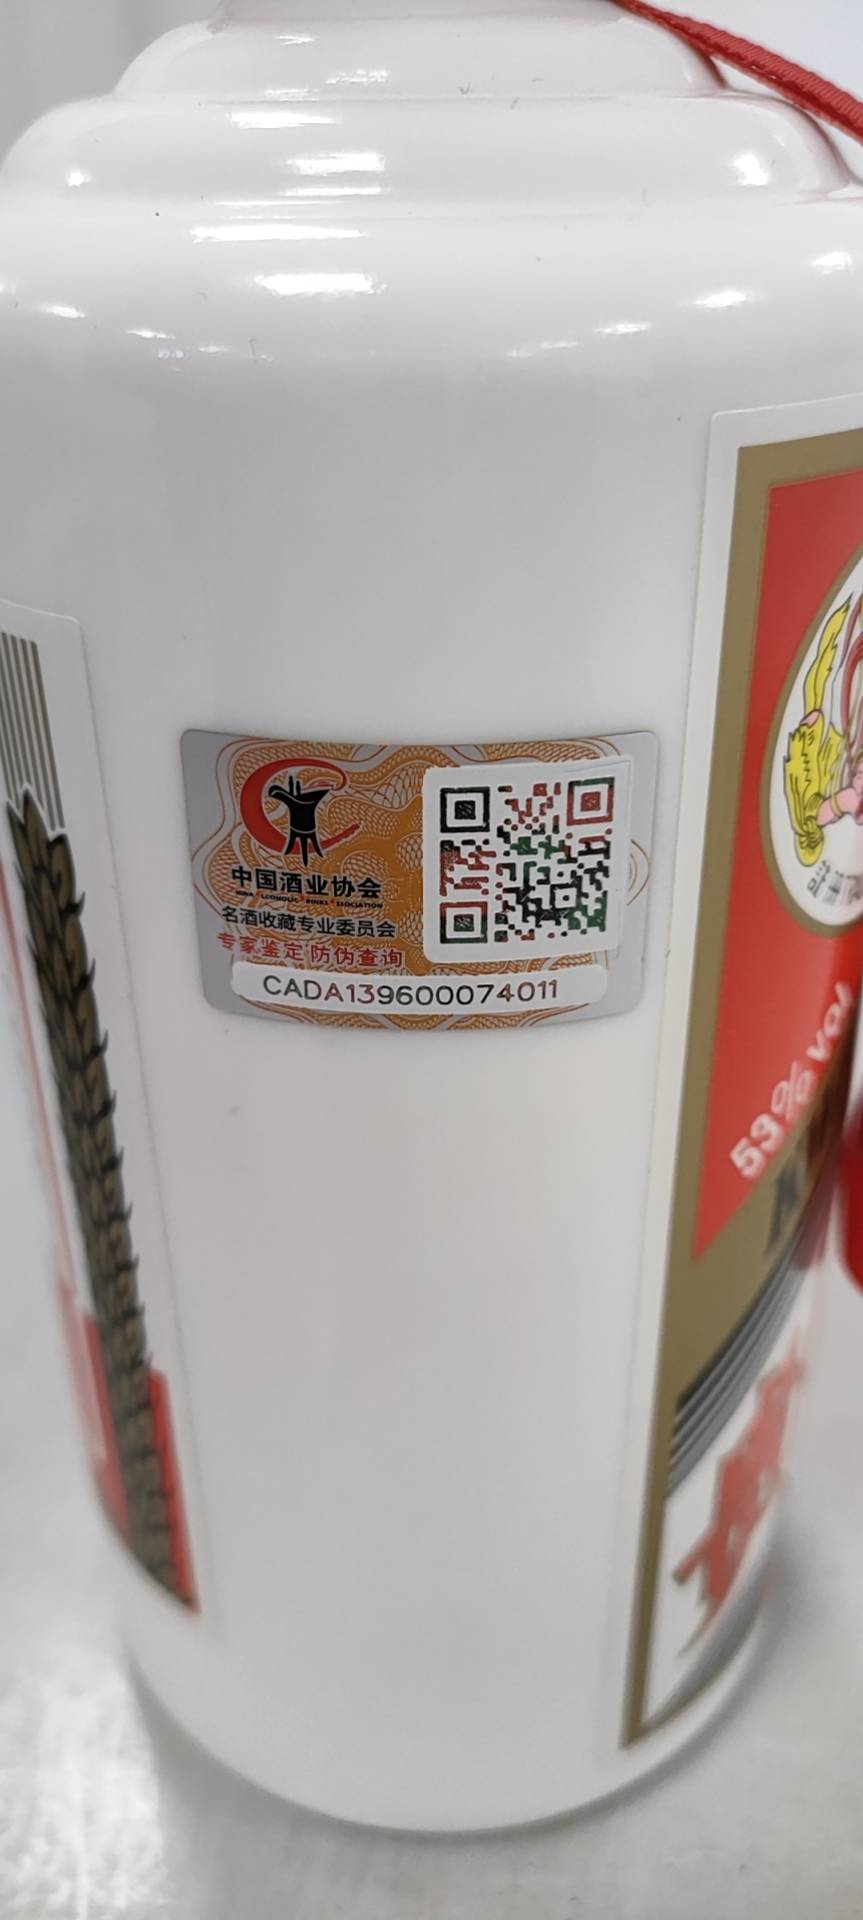 中国酒业协会
名酒收藏专业委员会
专家鉴定 防伪查询
CADA139600074011
53% vol